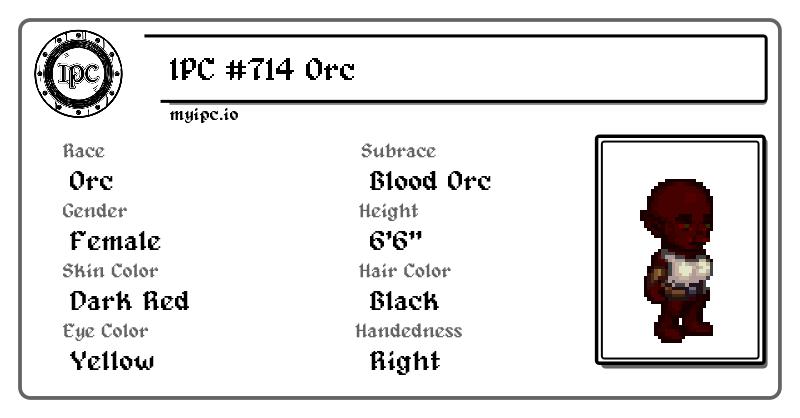 IPC
IPC #714 Orc
myipc.io
Race
Orc
Subrace
Blood Orc
Gender
Female
Height
6'6"
Skin Color
Dark Red
Hair Color
Black
Eye Color
Yellow
Handedness
Right